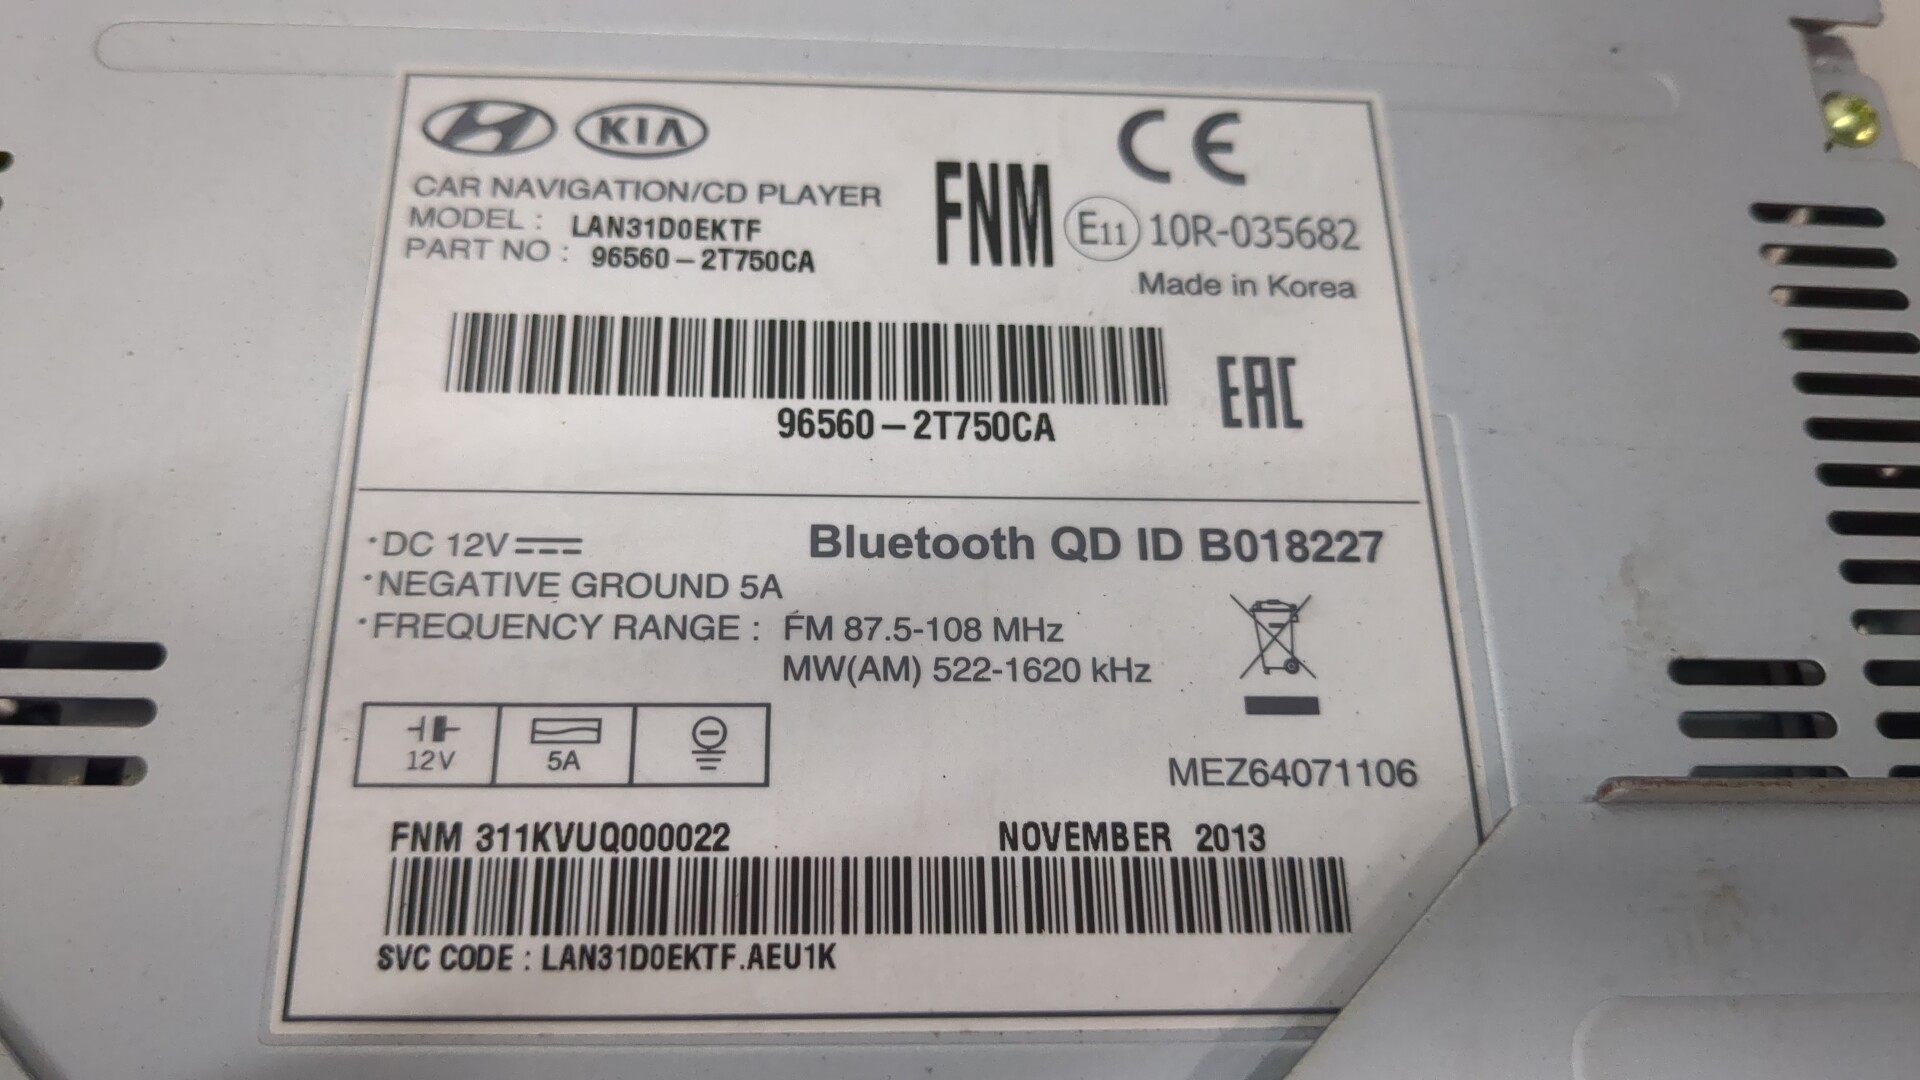 KIA
CE
CAR NAVIGATION/CD PLAYER
MODEL : LAN31D0EKTF
PART NO : 96560-2T750CA
FNM
E11 10R-035682
Made in Korea
EAC
96560-2T750CA
·DC 12V
Bluetooth QD ID B018227
·NEGATIVE GROUND 5A
·FREQUENCY RANGE : FM 87.5-108 MHz
MW(AM) 522-1620 kHz
12V 5A
MEZ64071106
FNM 311KVUQ000022
NOVEMBER 2013
SVC CODE : LAN31D0EKTF.AEU1K